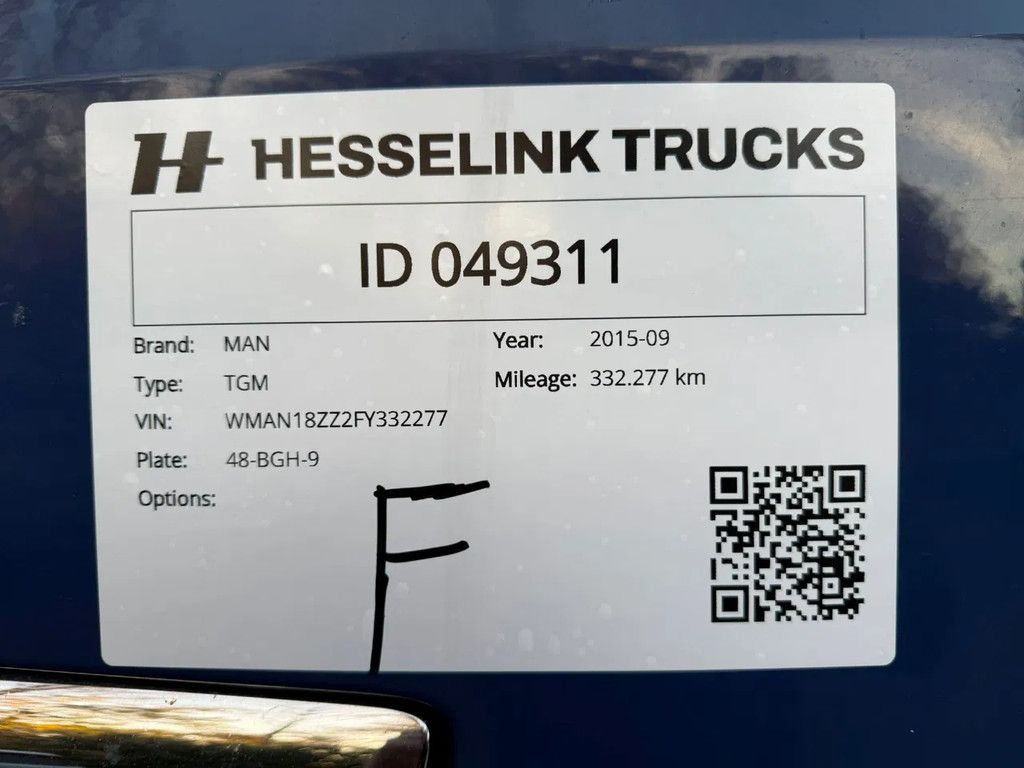 H HESSELINK TRUCKS
ID 049311
Brand: MAN Year: 2015-09
Type: TGM Mileage: 332.277 km
VIN: WMAN18ZZ2FY332277
Plate: 48-BGH-9
Options:
F